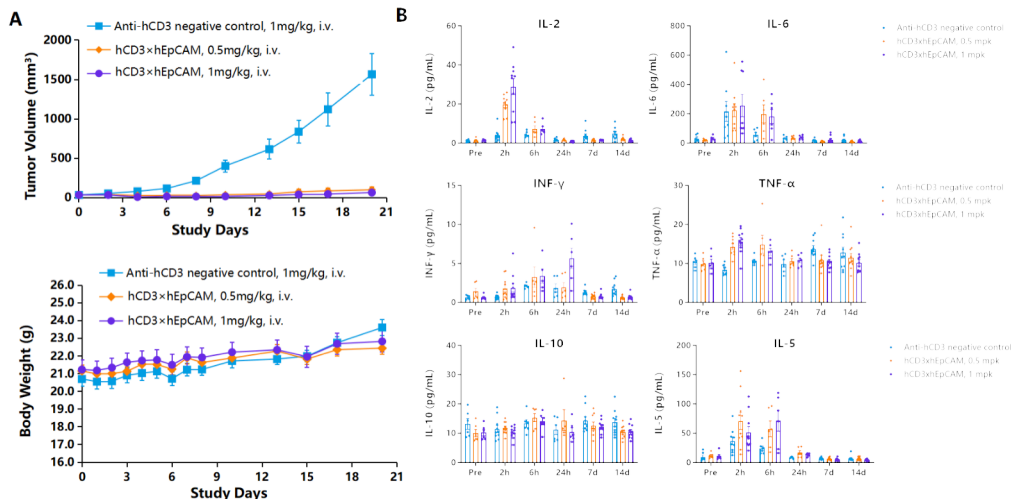 A
Anti-hCD3 negative control, 1mg/kg, i.v.
hCD3×hEpCAM, 0.5mg/kg, i.v.
hCD3×hEpCAM, 1mg/kg, i.v.
Tumor Volume (mm³)
2000
1500
1000
500
0
0 3 6 9 12 15 18 21
Study Days
Anti-hCD3 negative control, 1mg/kg, i.v.
hCD3×hEpCAM, 0.5mg/kg, i.v.
hCD3×hEpCAM, 1mg/kg, i.v.
Body Weight (g)
26.0
25.0
24.0
23.0
22.0
21.0
20.0
19.0
18.0
17.0
16.0
0 3 6 9 12 15 18 21
Study Days
B
IL-2
IL-2 (pg/mL)
60
40
20
0
Pre 2h 6h 24h 7d 14d
IL-6
IL-6 (pg/mL)
800
600
400
200
0
Pre 2h 6h 24h 7d 14d
Anti-hCD3 negative control
hCD3xhEpCAM, 0.5 mpk
hCD3xhEpCAM, 1 mpk
INF-γ
INF-γ (pg/mL)
15
10
5
0
Pre 2h 6h 24h 7d 14d
TNF-α
TNF-α (pg/mL)
30
20
10
0
Pre 2h 6h 24h 7d 14d
Anti-hCD3 negative control
hCD3xhEpCAM, 0.5 mpk
hCD3xhEpCAM, 1 mpk
IL-10
IL-10 (pg/mL)
40
30
20
10
0
Pre 2h 6h 24h 7d 14d
IL-5
IL-5 (pg/mL)
200
150
100
50
0
Pre 2h 6h 24h 7d 14d
Anti-hCD3 negative control
hCD3xhEpCAM, 0.5 mpk
hCD3xhEpCAM, 1 mpk